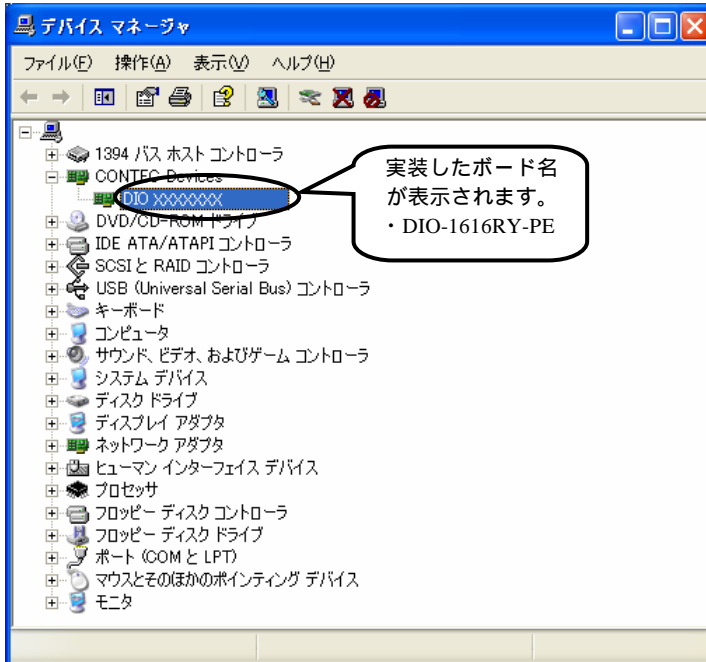 デバイス マネージャ
ファイル(F) 操作(A) 表示(V) ヘルプ(H)
1394 バス ホスト コントローラ
CONTEC Devices
DIO XXXXXXXX
実装したボード名
が表示されます。
・DIO-1616RY-PE
DVD/CD-ROM ドライブ
IDE ATA/ATAPI コントローラ
SCSI と RAID コントローラ
USB (Universal Serial Bus) コントローラ
キーボード
コンピュータ
サウンド、ビデオ、およびゲーム コントローラ
システム デバイス
ディスク ドライブ
ディスプレイ アダプタ
ネットワーク アダプタ
ヒューマン インターフェイス デバイス
プロセッサ
フロッピー ディスク コントローラ
フロッピー ディスク ドライブ
ポート (COM と LPT)
マウスとそのほかのポインティング デバイス
モニタ